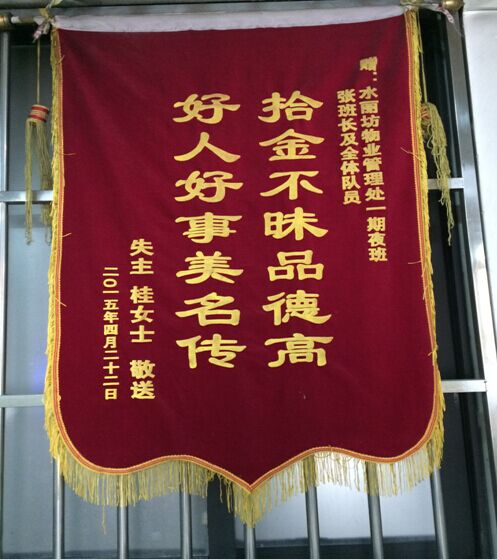 赠：水丽坊物业管理处一期夜班
张班长及全体队员
拾金不昧品德高
好人好事美名传
失主 桂女士 敬送
二〇一五年四月二十二日